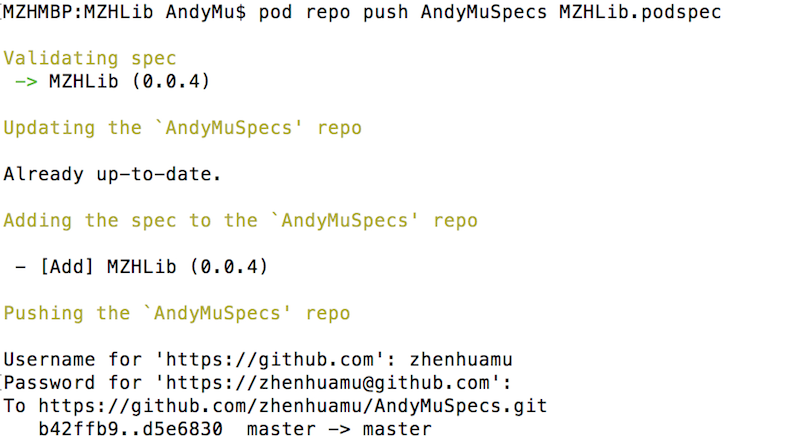 [MZHMBP:MZHLib AndyMu$ pod repo push AndyMuSpecs MZHLib.podspec
Validating spec
-> MZHLib (0.0.4)
Updating the `AndyMuSpecs' repo
Already up-to-date.
Adding the spec to the `AndyMuSpecs' repo
- [Add] MZHLib (0.0.4)
Pushing the `AndyMuSpecs' repo
Username for 'https://github.com': zhenhuamu
[Password for 'https://zhenhuamu@github.com':
To https://github.com/zhenhuamu/AndyMuSpecs.git
b42ffb9..d5e6830  master -> master